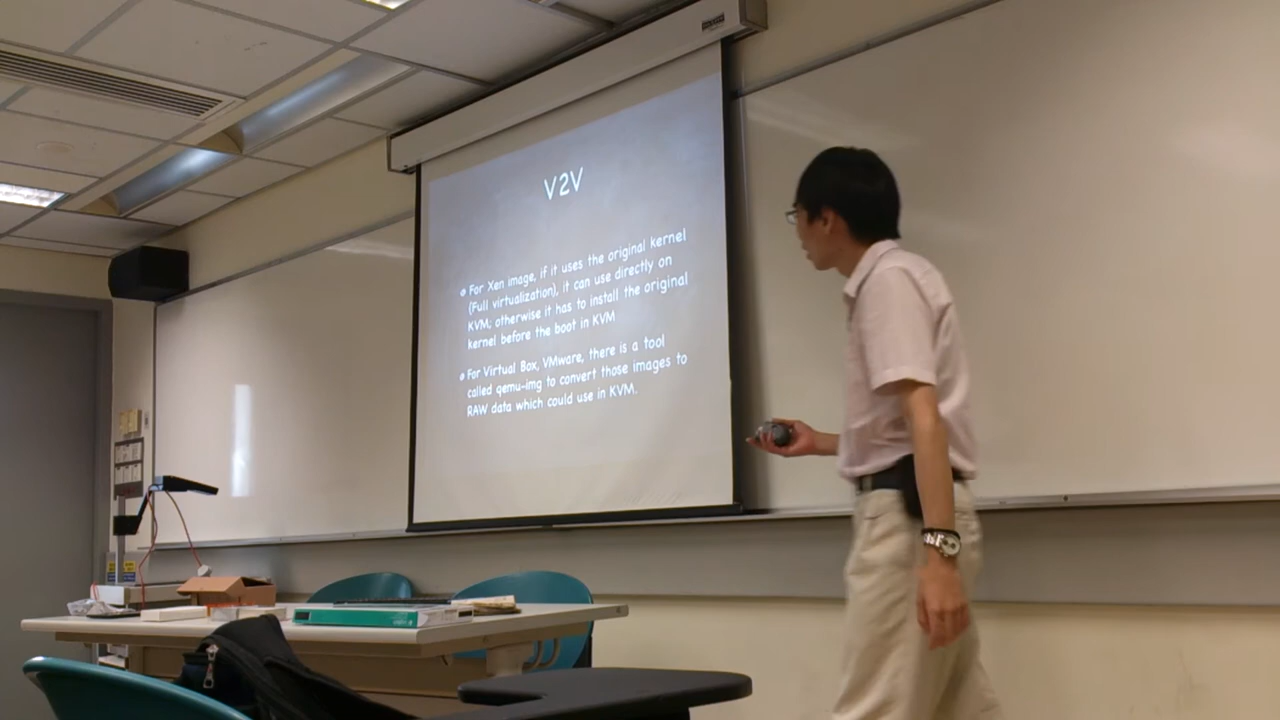 V2V
For Xen image, if it uses the original kernel
(Full virtualization), it can use directly on
KVM; otherwise it has to install the original
kernel before the boot in KVM
For Virtual Box, VMware, there is a tool
called qemu-img to convert those images to
RAW data which could use in KVM.